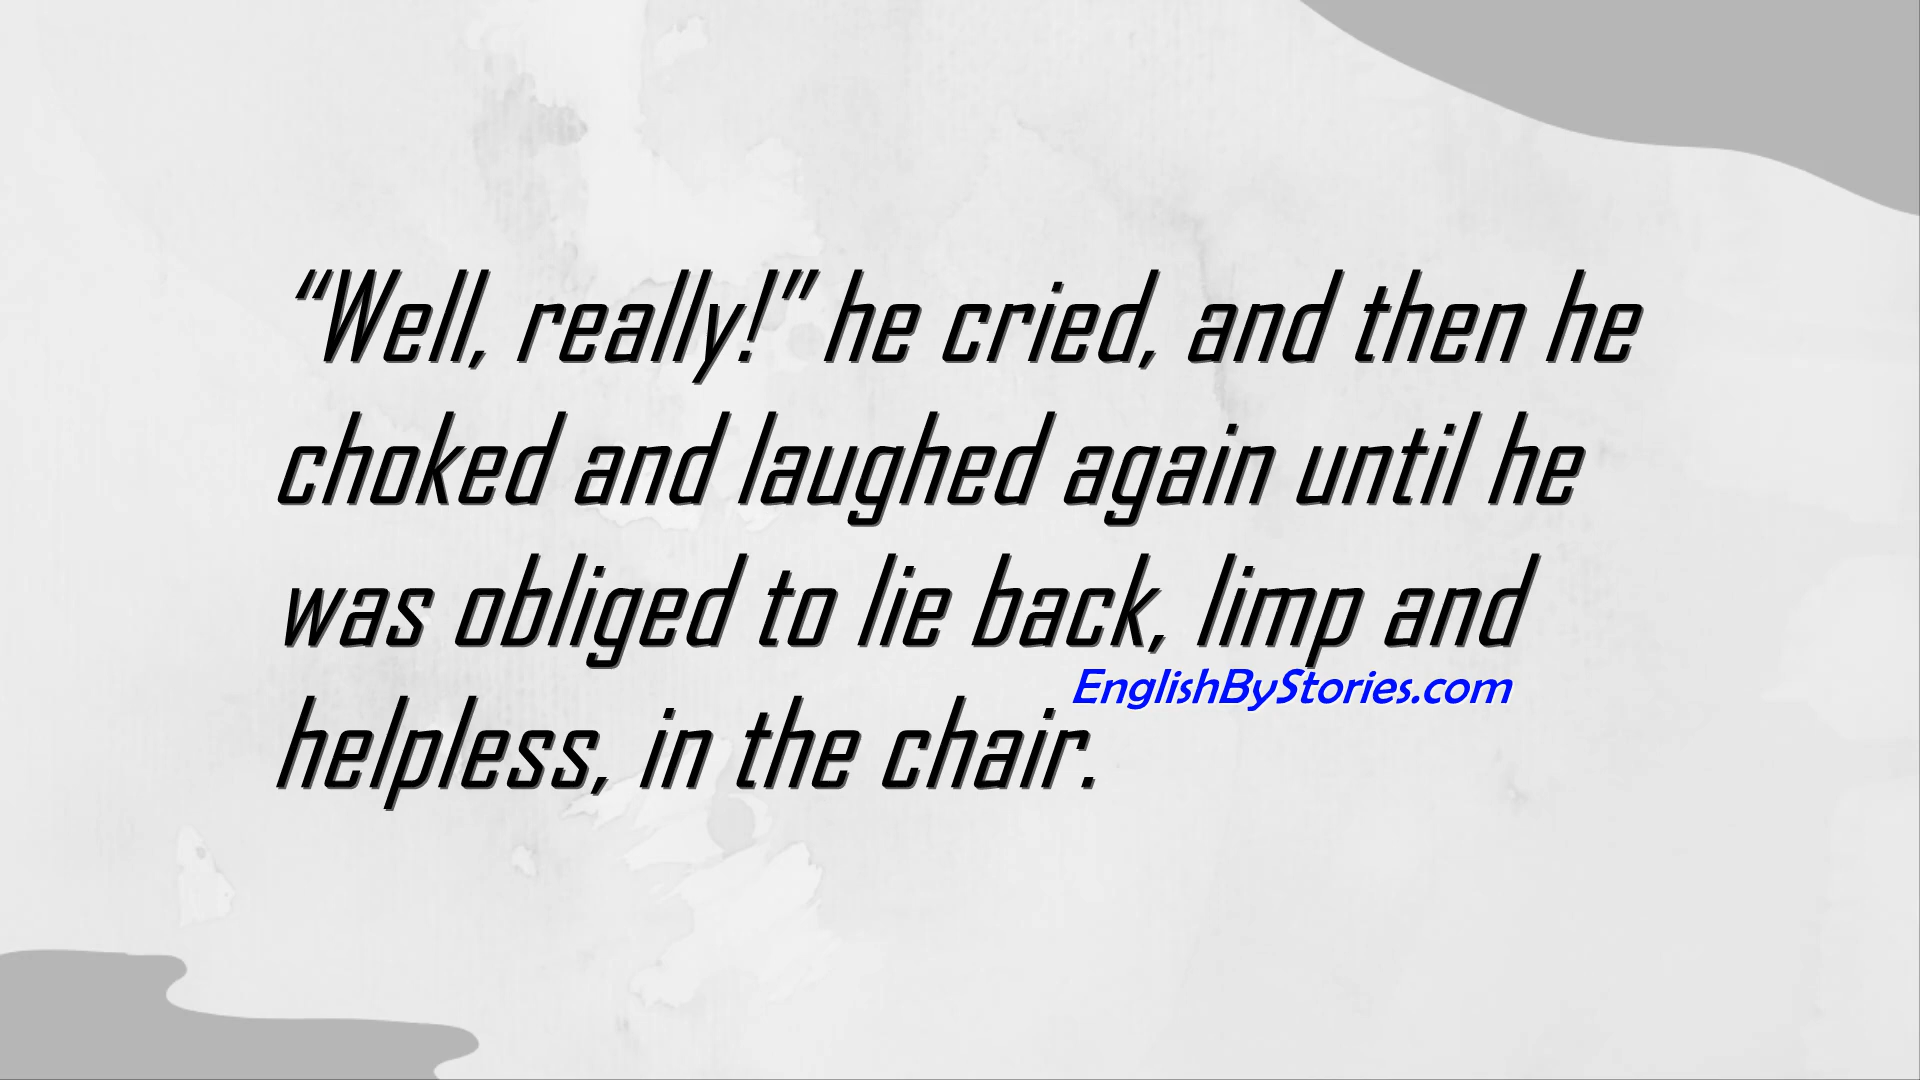 “Well, really!” he cried, and then he
choked and laughed again until he
was obliged to lie back, limp and
EnglishByStories.com
helpless, in the chair.